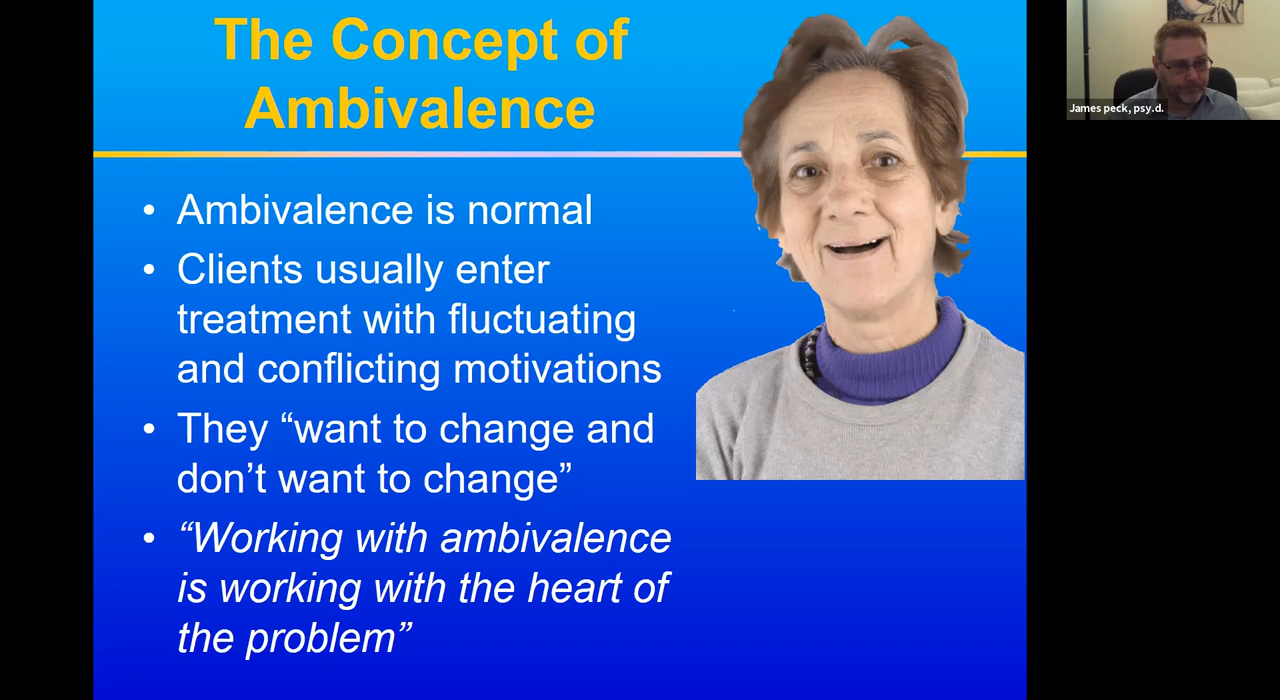 The Concept of
Ambivalence
• Ambivalence is normal
• Clients usually enter
treatment with fluctuating
and conflicting motivations
• They “want to change and
don’t want to change”
• “Working with ambivalence
is working with the heart of
the problem”
James peck, psy.d.